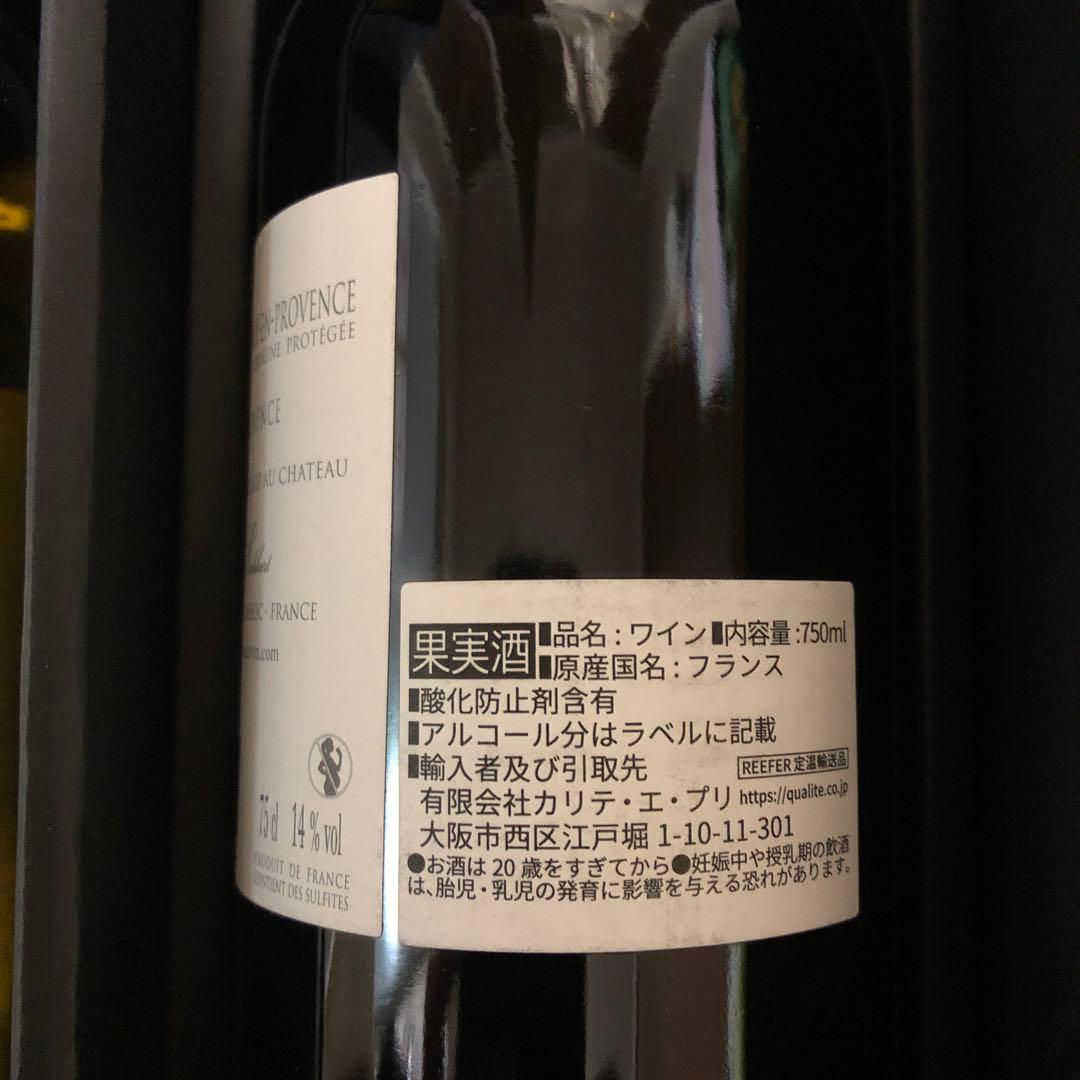 EN-PROVENCE
PROTÉGÉE
AU CHATEAU
FRANCE
75 cl 14 % vol
PRODUIT DE FRANCE
CONTIENT DES SULFITES
果実酒 品名 : ワイン 内容量 :750ml
原産国名 : フランス
酸化防止剤含有
アルコール分はラベルに記載
輸入者及び引取先 REEFER 定温輸送品
有限会社カリテ・エ・プリ https://qualite.co.jp
大阪市西区江戸堀 1-10-11-301
●お酒は 20 歳をすぎてから●妊娠中や授乳期の飲酒
は、胎児・乳児の発育に影響を与える恐れがあります。